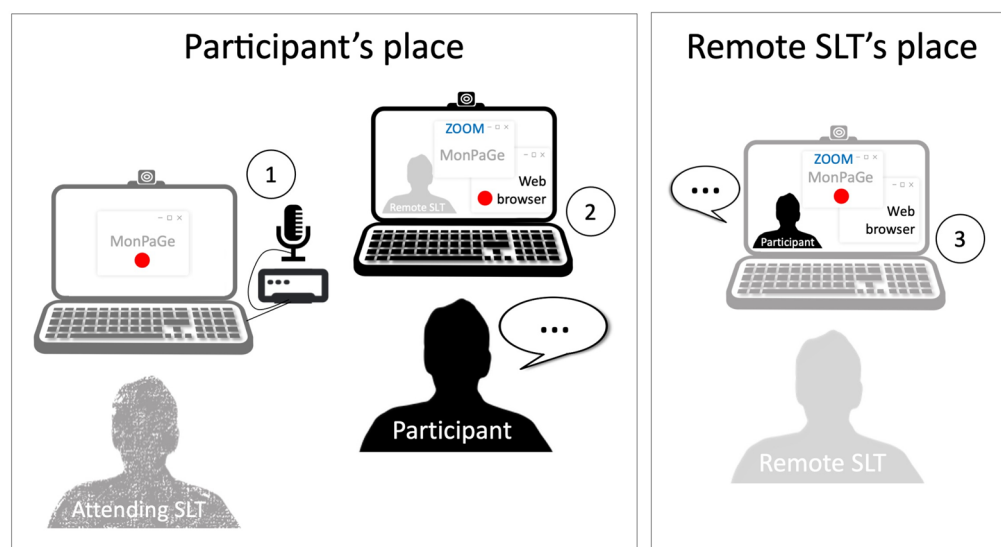 Participant's place
Remote SLT's place
1
MonPaGe
Attending SLT
ZOOM
MonPaGe
Remote SLT
Web
browser
2
...
Participant
...
ZOOM
MonPaGe
Web
browser
Participant
3
Remote SLT